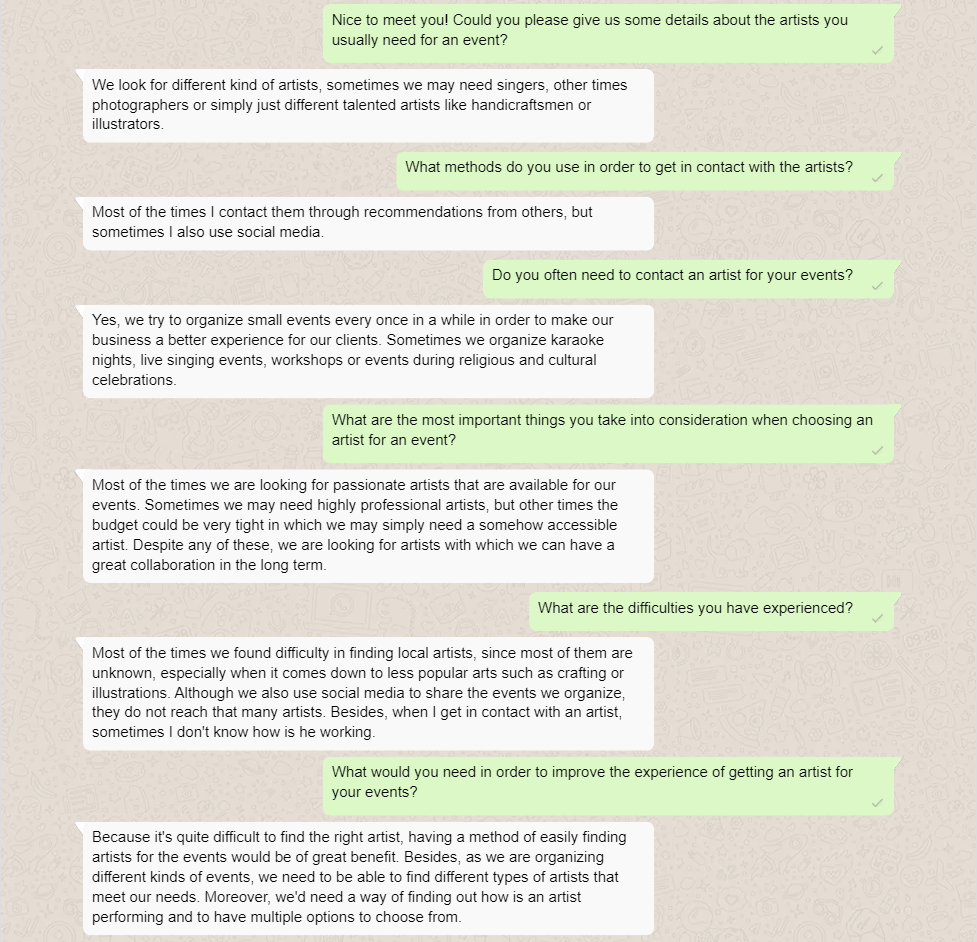 Nice to meet you! Could you please give us some details about the artists you
usually need for an event?
We look for different kind of artists, sometimes we may need singers, other times
photographers or simply just different talented artists like handicraftsmen or
illustrators.
What methods do you use in order to get in contact with the artists?
Most of the times I contact them through recommendations from others, but
sometimes I also use social media.
Do you often need to contact an artist for your events?
Yes, we try to organize small events every once in a while in order to make our
business a better experience for our clients. Sometimes we organize karaoke
nights, live singing events, workshops or events during religious and cultural
celebrations.
What are the most important things you take into consideration when choosing an
artist for an event?
Most of the times we are looking for passionate artists that are available for our
events. Sometimes we may need highly professional artists, but other times the
budget could be very tight in which we may simply need a somehow accessible
artist. Despite any of these, we are looking for artists with which we can have a
great collaboration in the long term.
What are the difficulties you have experienced?
Most of the times we found difficulty in finding local artists, since most of them are
unknown, especially when it comes down to less popular arts such as crafting or
illustrations. Although we also use social media to share the events we organize,
they do not reach that many artists. Besides, when I get in contact with an artist,
sometimes I don't know how is he working.
What would you need in order to improve the experience of getting an artist for
your events?
Because it's quite difficult to find the right artist, having a method of easily finding
artists for the events would be of great benefit. Besides, as we are organizing
different kinds of events, we need to be able to find different types of artists that
meet our needs. Moreover, we'd need a way of finding out how is an artist
performing and to have multiple options to choose from.